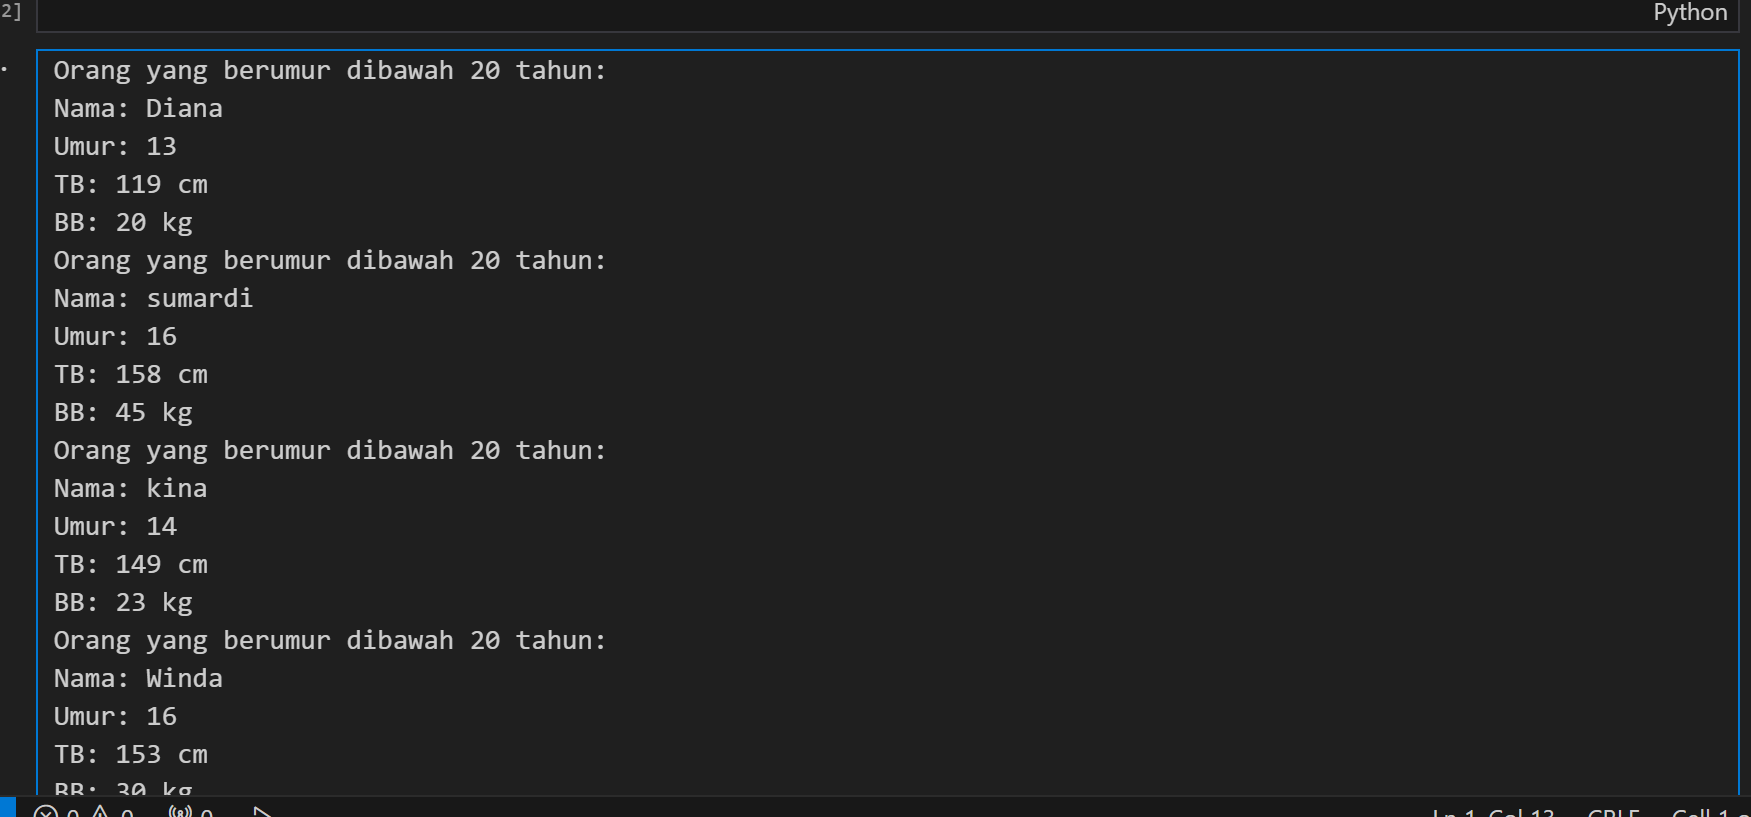 2]
Python
Orang yang berumur dibawah 20 tahun:
Nama: Diana
Umur: 13
TB: 119 cm
BB: 20 kg
Orang yang berumur dibawah 20 tahun:
Nama: sumardi
Umur: 16
TB: 158 cm
BB: 45 kg
Orang yang berumur dibawah 20 tahun:
Nama: kina
Umur: 14
TB: 149 cm
BB: 23 kg
Orang yang berumur dibawah 20 tahun:
Nama: Winda
Umur: 16
TB: 153 cm
BB: 30 kg
0 0 0 Ln 1, Col 13 CRLF Cell 1 o